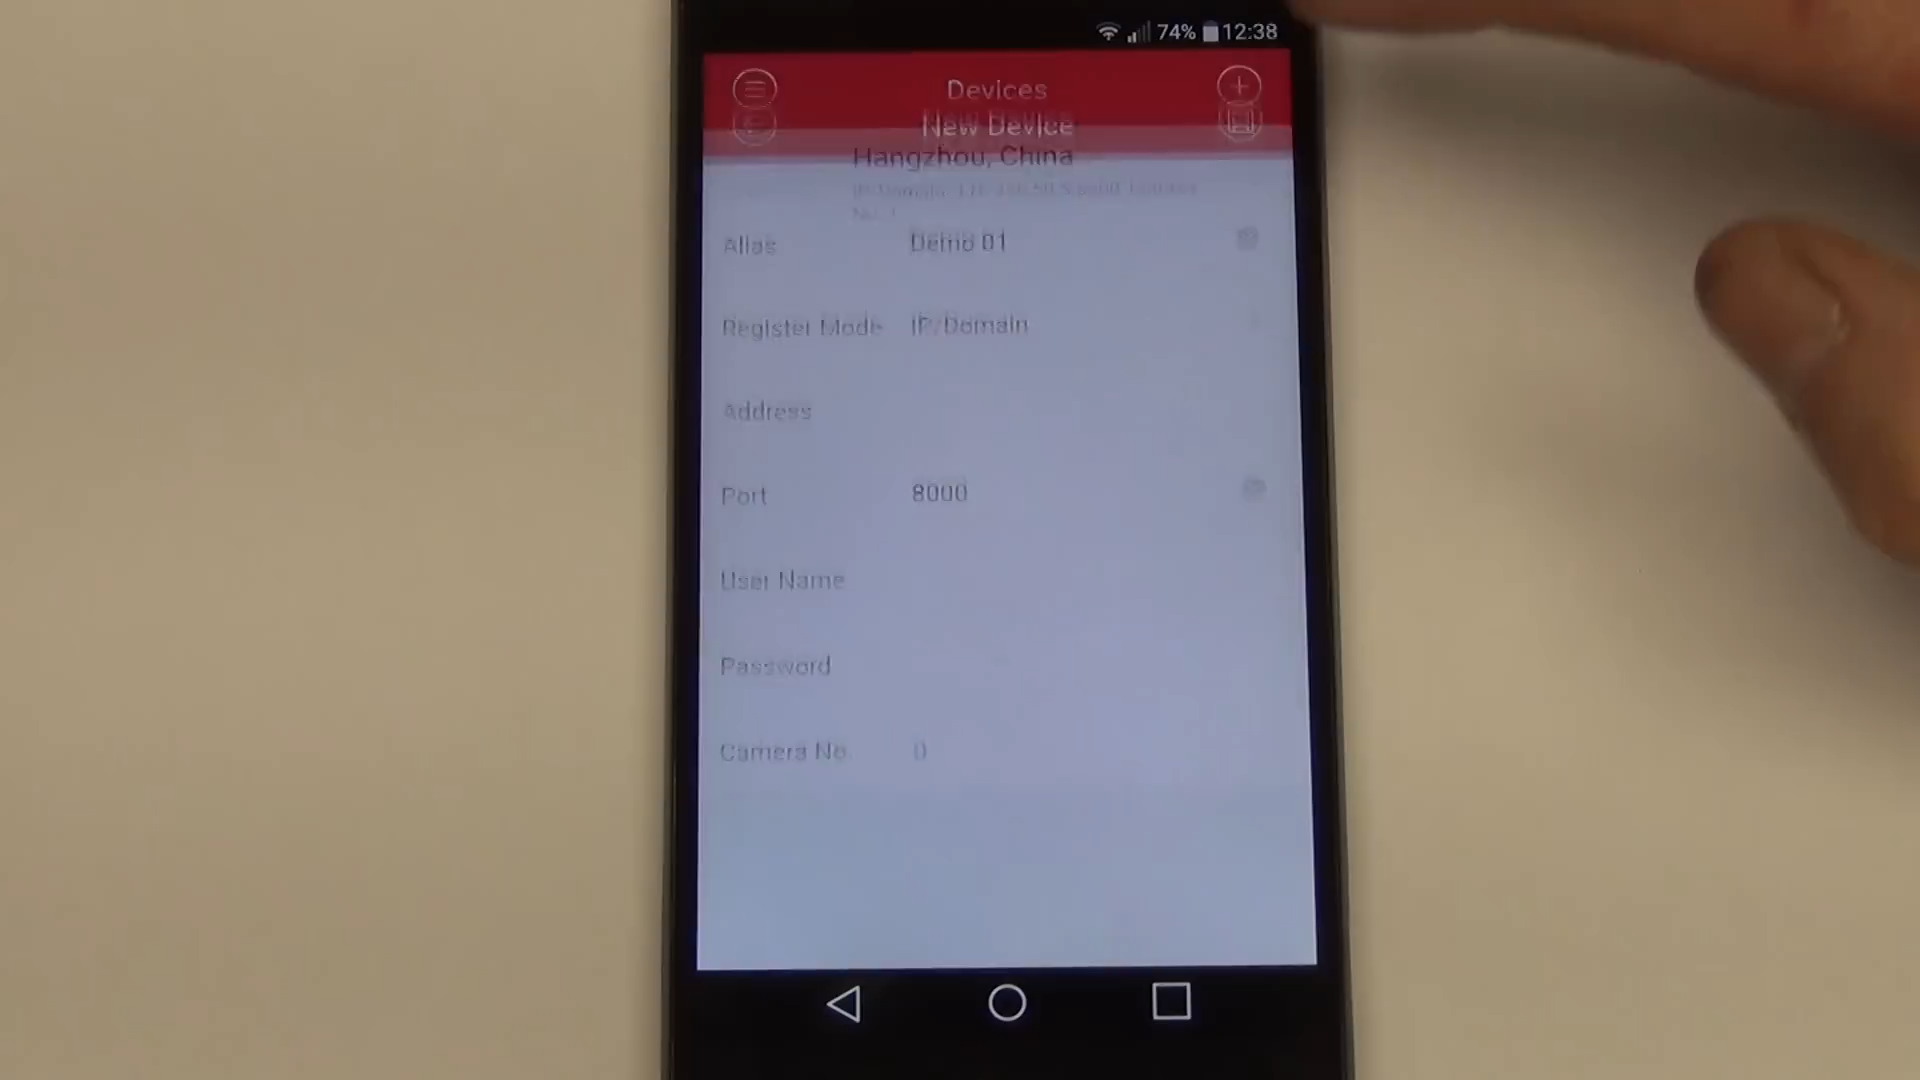 74% 12:38
Devices
New Device
Hangzhou, China
Alias Demo 01
Register Mode IP/Domain
Address
Port 8000
User Name
Password
Camera No. 0